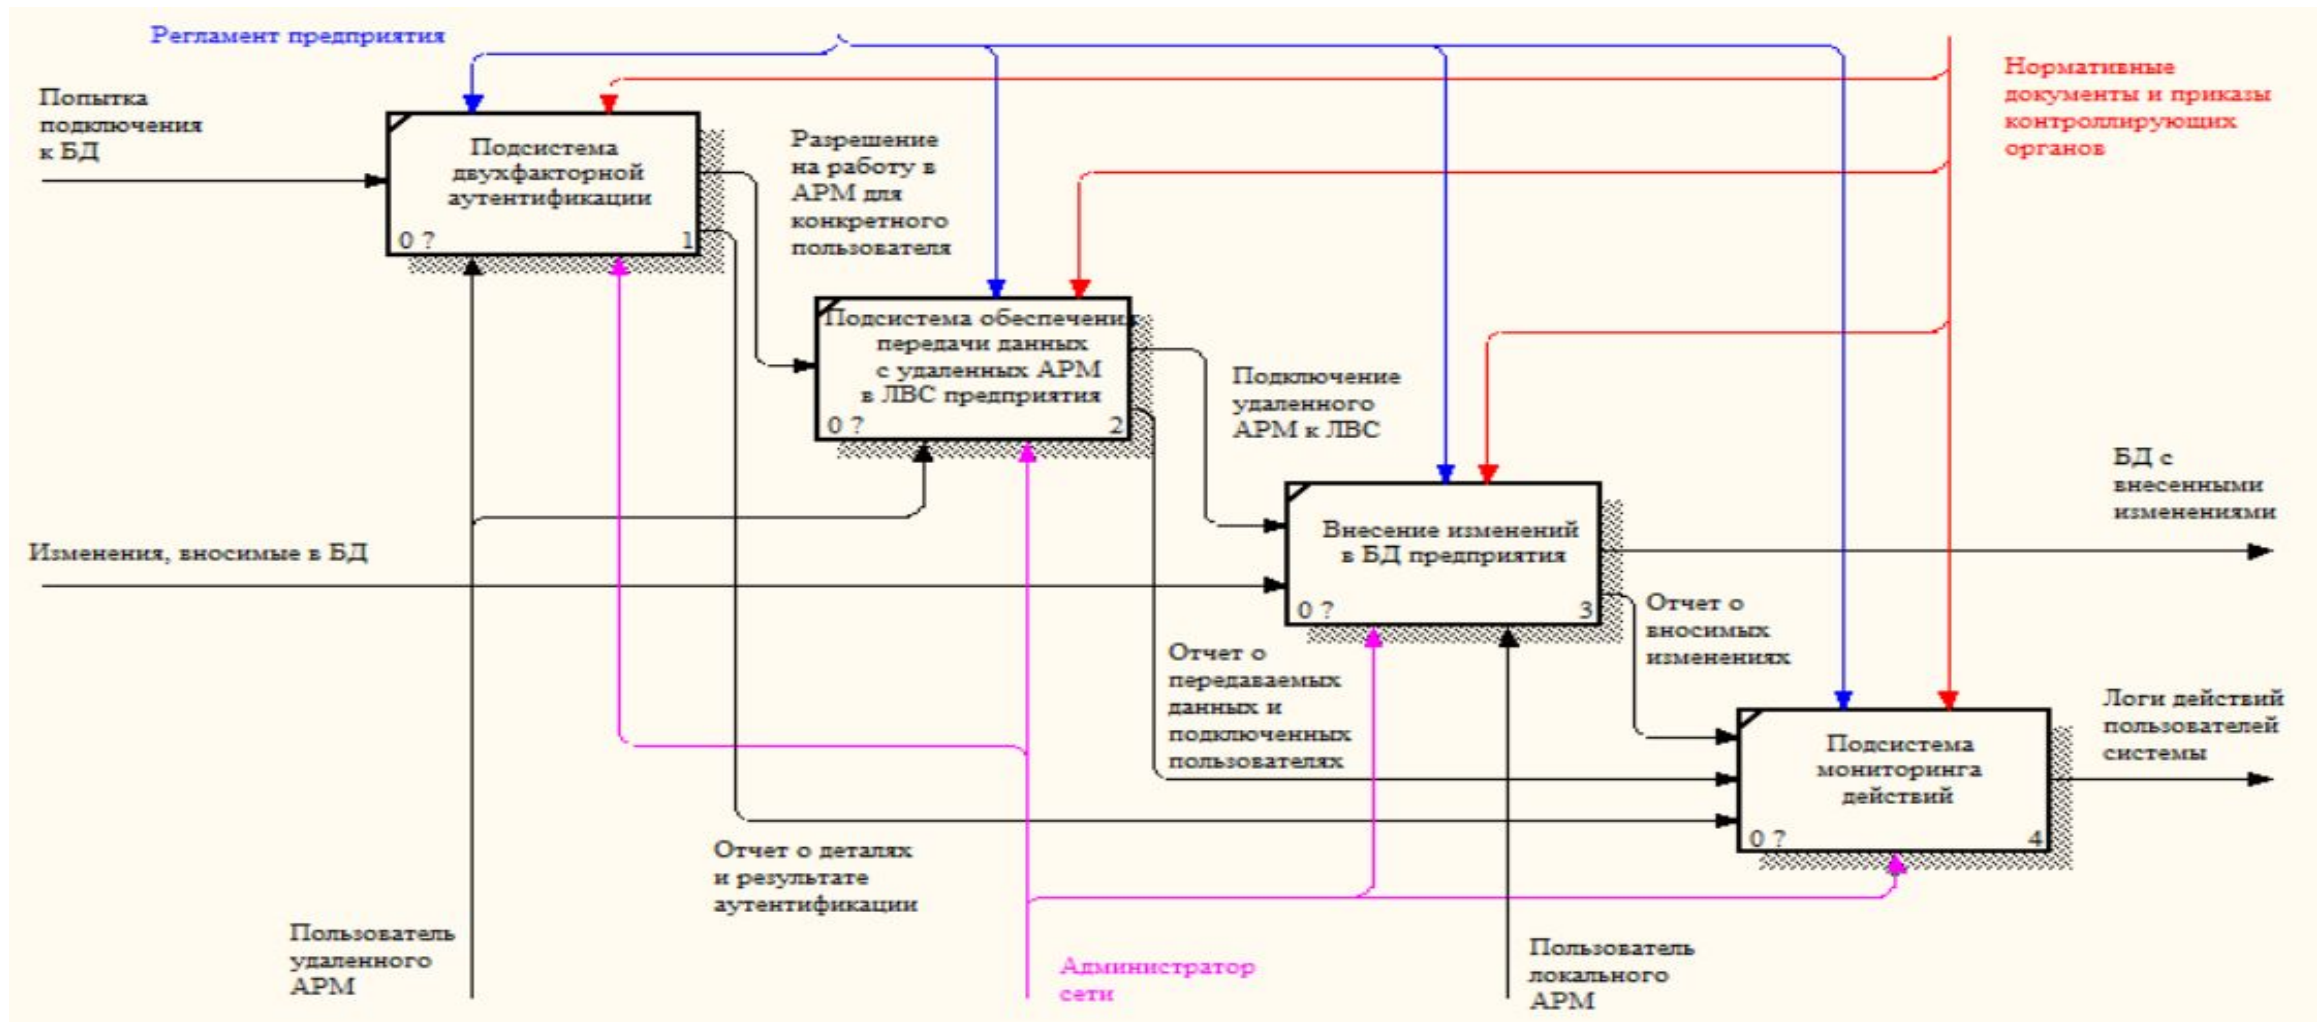 Регламент предприятия
Нормативные
документы и приказы
контроллирующих
органов
Попытка
подключения
к БД
Подсистема
двухфакторной
аутентификации
0 ?
1
Разрешение
на работу в
АРМ для
конкретного
пользователя
Подсистема обеспечения
передачи данных
с удаленных АРМ
в ЛВС предприятия
0 ?
2
Подключение
удаленного
АРМ к ЛВС
БД с
внесенными
изменениями
Изменения, вносимые в БД
Внесение изменений
в БД предприятия
0 ?
3
Отчет о
вносимых
изменениях
Отчет о
передаваемых
данных и
подключенных
пользователях
Логи действий
пользователей
системы
Подсистема
мониторинга
действий
0 ?
4
Отчет о деталях
и результате
аутентификации
Пользователь
удаленного
АРМ
Администратор
сети
Пользователь
локального
АРМ